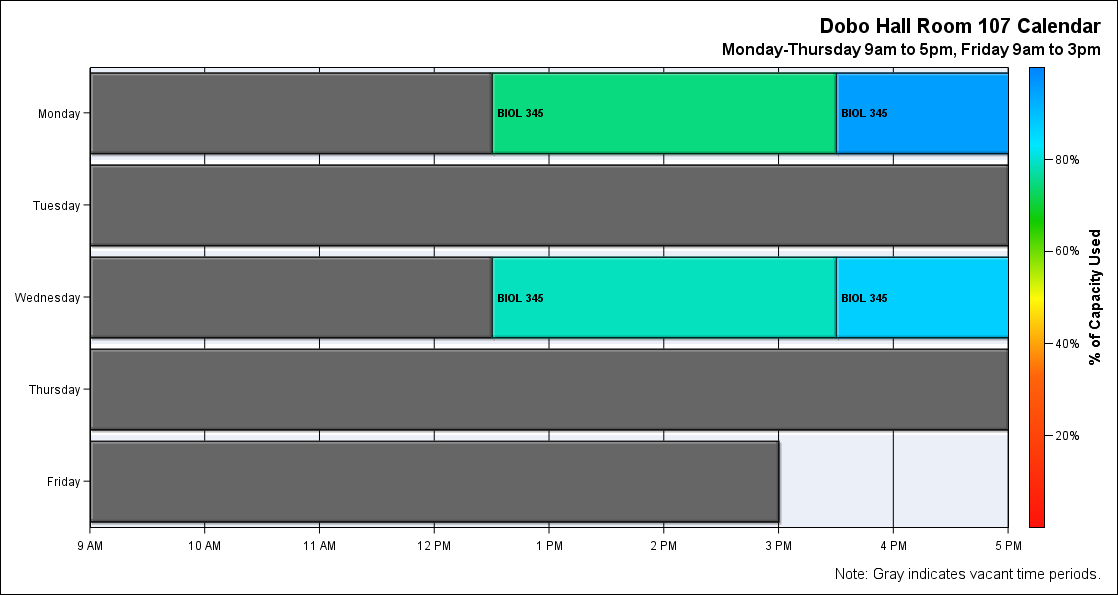 Dobo Hall Room 107 Calendar
Monday-Thursday 9am to 5pm, Friday 9am to 3pm
Monday
BIOL 345
BIOL 345
Tuesday
Wednesday
BIOL 345
BIOL 345
Thursday
Friday
9 AM
10 AM
11 AM
12 PM
1 PM
2 PM
3 PM
4 PM
5 PM
80%
60%
40%
20%
% of Capacity Used
Note: Gray indicates vacant time periods.